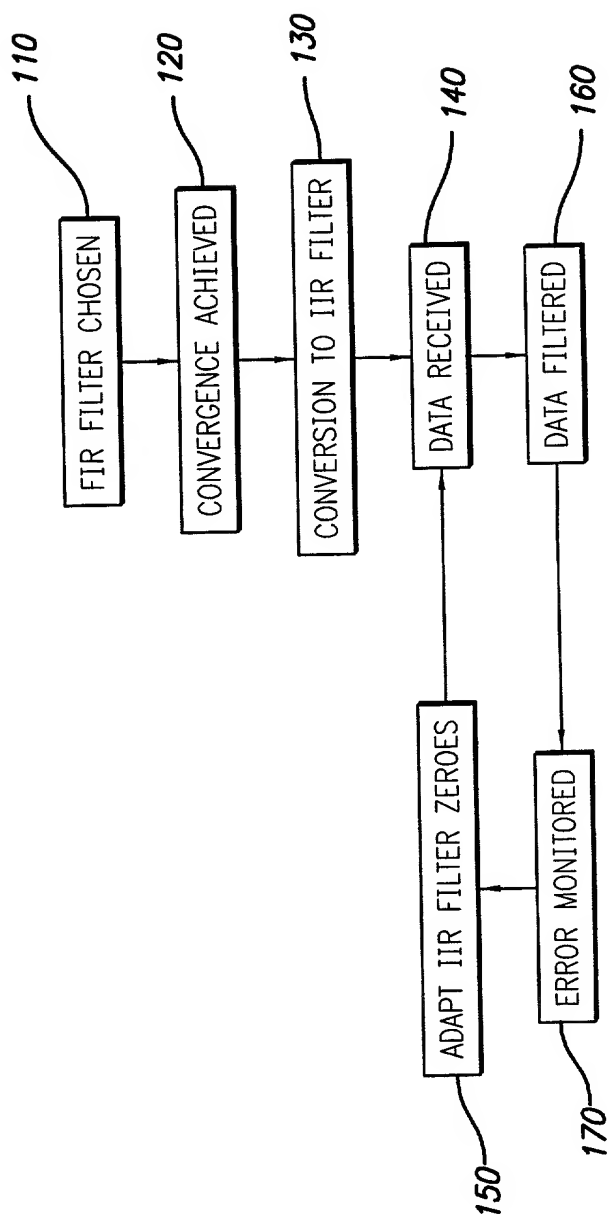 FIR FILTER CHOSEN
110
CONVERGENCE ACHIEVED
120
CONVERSION TO IIR FILTER
130
DATA RECEIVED
140
ADAPT IIR FILTER ZEROES
150
DATA FILTERED
160
ERROR MONITORED
170